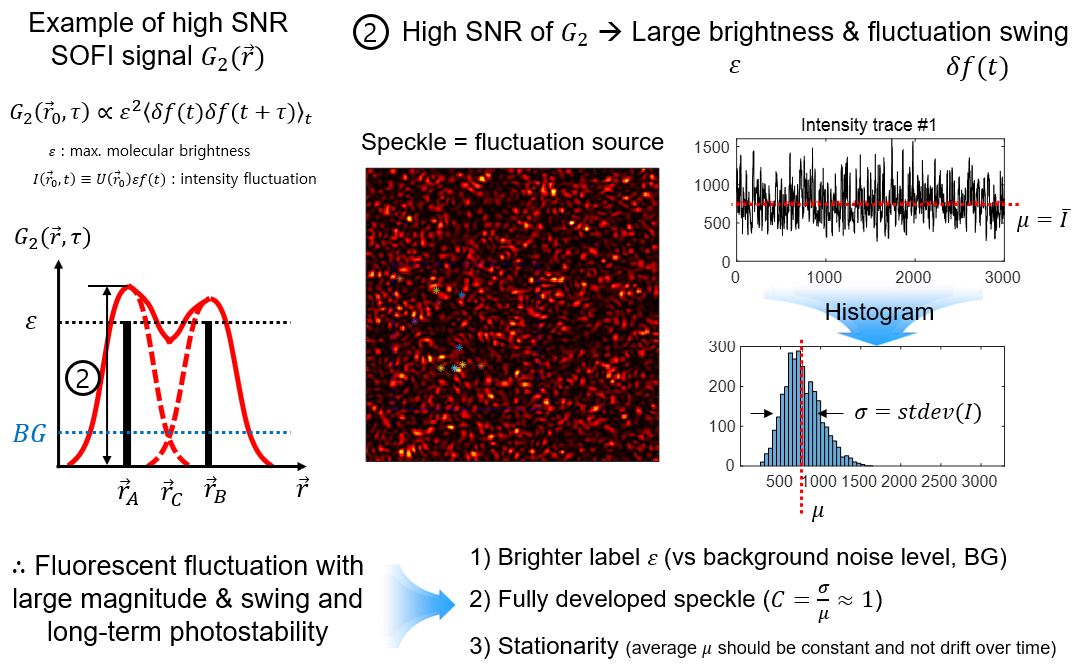 Example of high SNR
SOFI signal G₂(r⃗)
G₂(r⃗₀, τ) ∝ ε²⟨δf(t)δf(t + τ)⟩ₜ
ε : max. molecular brightness
I(r⃗₀, t) ≡ U(r⃗₀)εf(t) : intensity fluctuation
G₂(r⃗, τ)
ε
2
BG
r⃗_A r⃗_C r⃗_B r⃗
② High SNR of G₂ → Large brightness & fluctuation swing
ε δf(t)
Speckle = fluctuation source
Intensity trace #1
1500
1000
500
0
0 1000 2000 3000
μ = Ī
Histogram
300
200
100
0
σ = stdev(I)
500 1000 1500 2000 2500 3000
μ
∴ Fluorescent fluctuation with
large magnitude & swing and
long-term photostability
1) Brighter label ε (vs background noise level, BG)
2) Fully developed speckle (C = σ/μ ≈ 1)
3) Stationarity (average μ should be constant and not drift over time)